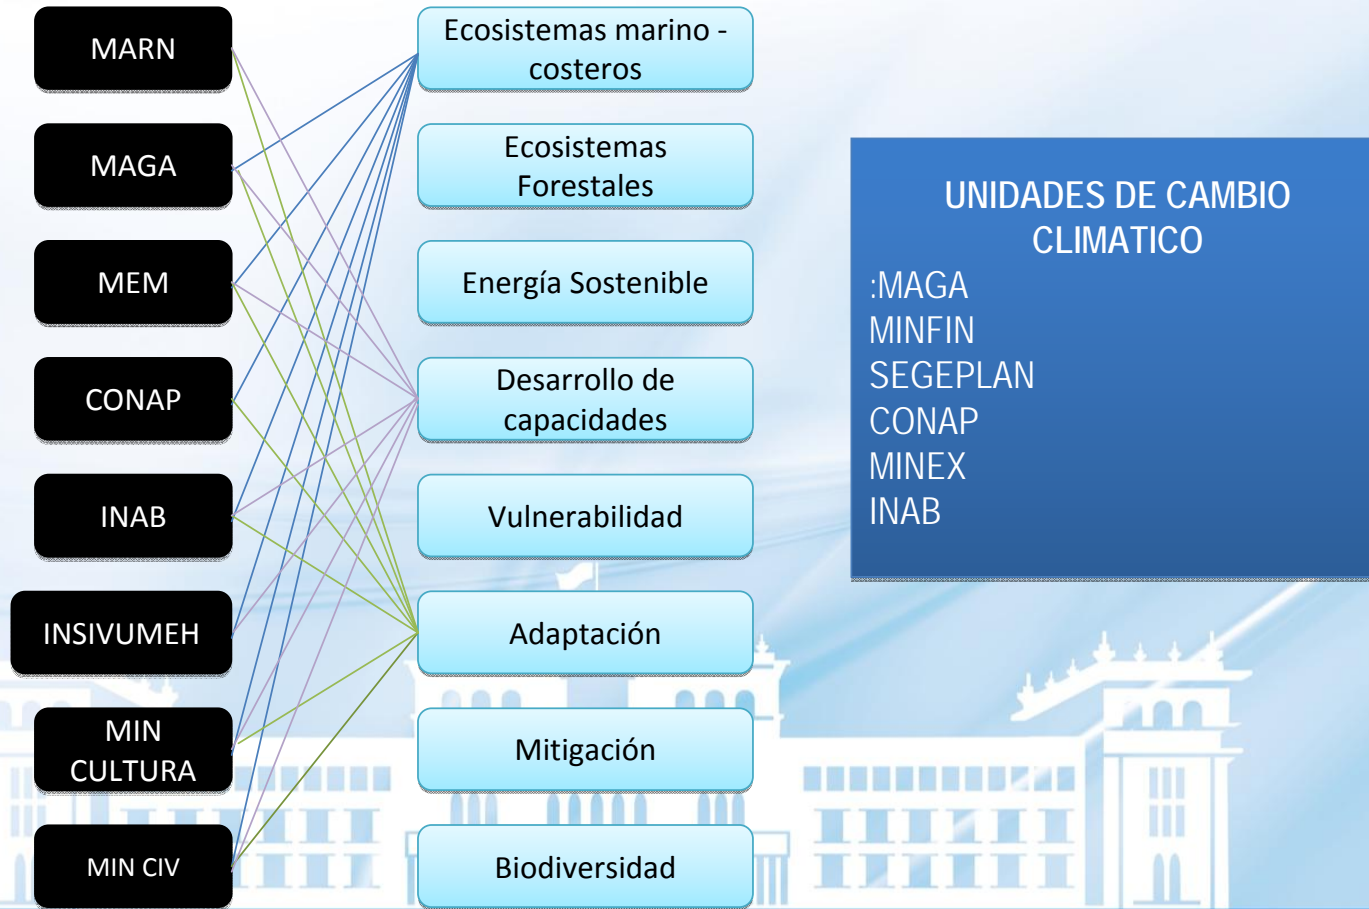 MARN
MAGA
MEM
CONAP
INAB
INSIVUMEH
MIN
CULTURA
MIN CIV
Ecosistemas marino -
costeros
Ecosistemas
Forestales
Energía Sostenible
Desarrollo de
capacidades
Vulnerabilidad
Adaptación
Mitigación
Biodiversidad
UNIDADES DE CAMBIO
CLIMATICO
:MAGA
MINFIN
SEGEPLAN
CONAP
MINEX
INAB